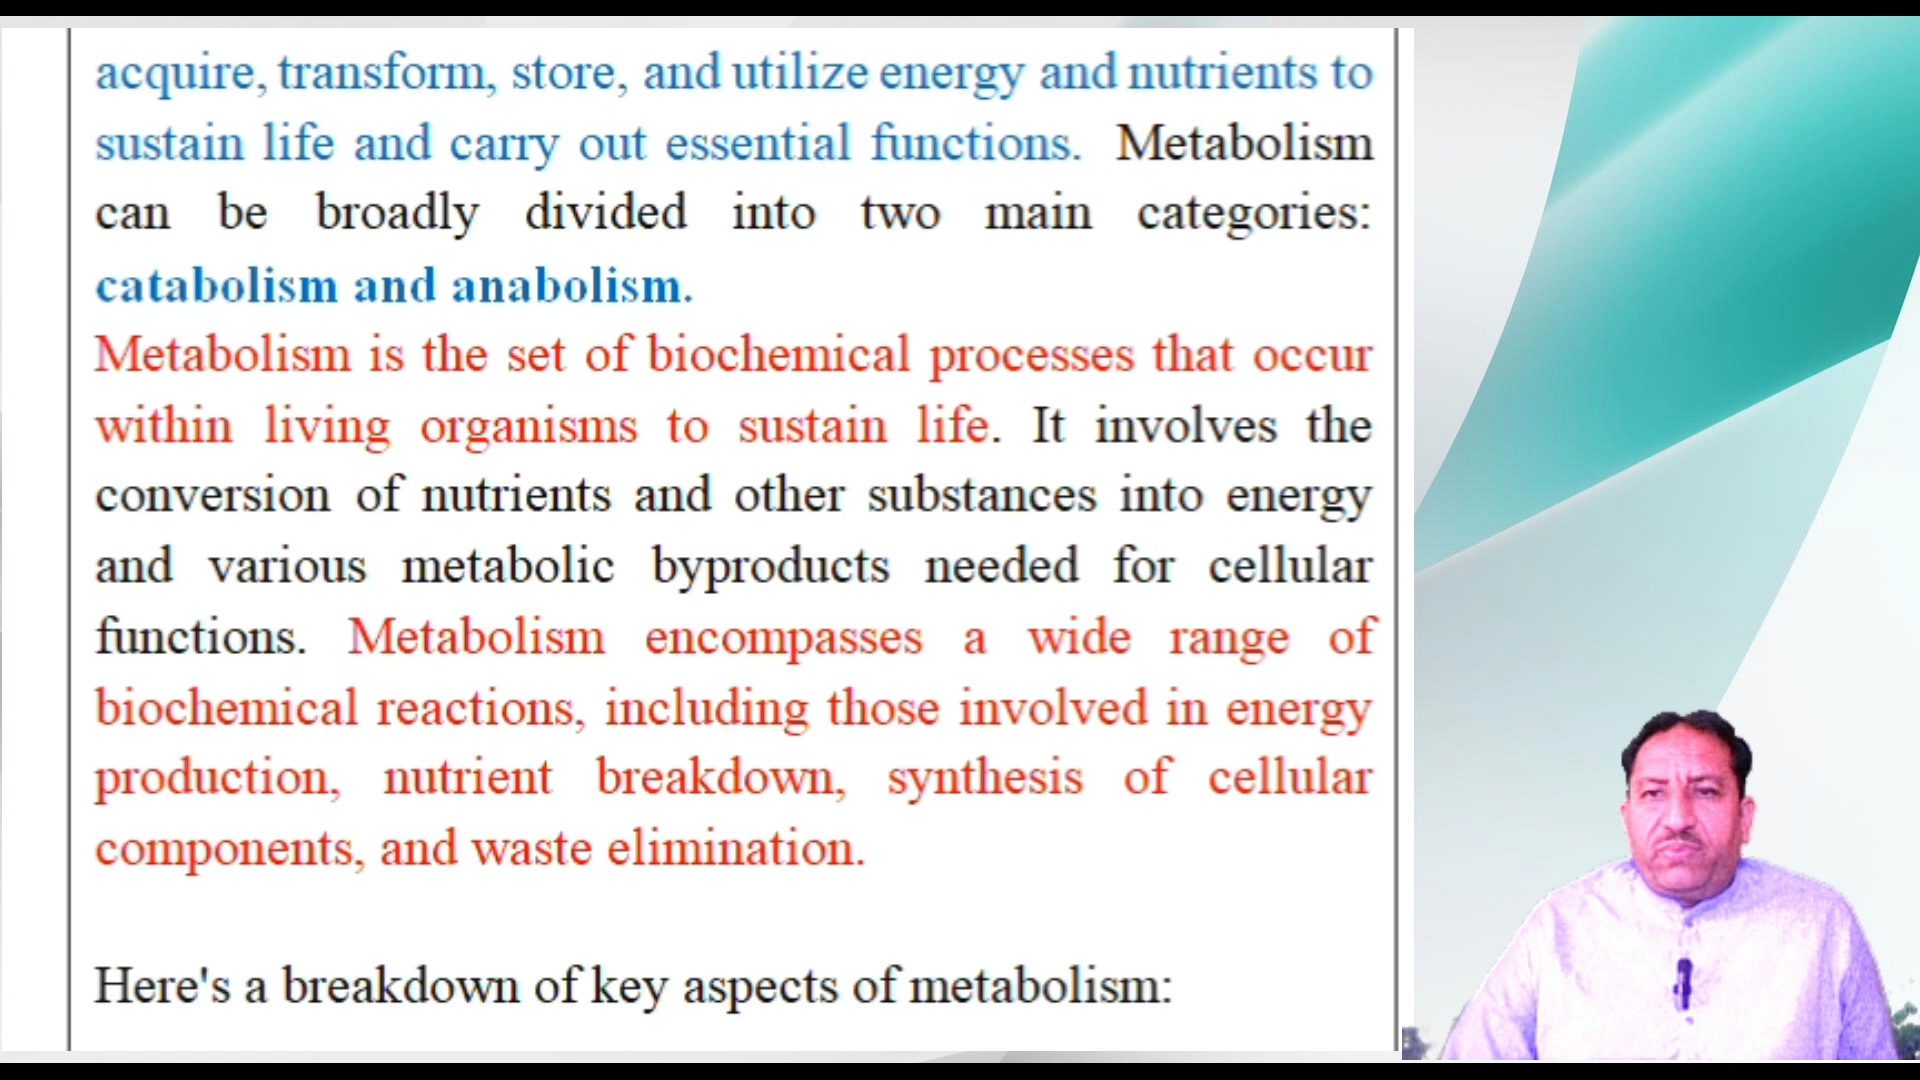 acquire, transform, store, and utilize energy and nutrients to
sustain life and carry out essential functions. Metabolism
can be broadly divided into two main categories:
catabolism and anabolism.
Metabolism is the set of biochemical processes that occur
within living organisms to sustain life. It involves the
conversion of nutrients and other substances into energy
and various metabolic byproducts needed for cellular
functions. Metabolism encompasses a wide range of
biochemical reactions, including those involved in energy
production, nutrient breakdown, synthesis of cellular
components, and waste elimination.
Here's a breakdown of key aspects of metabolism: